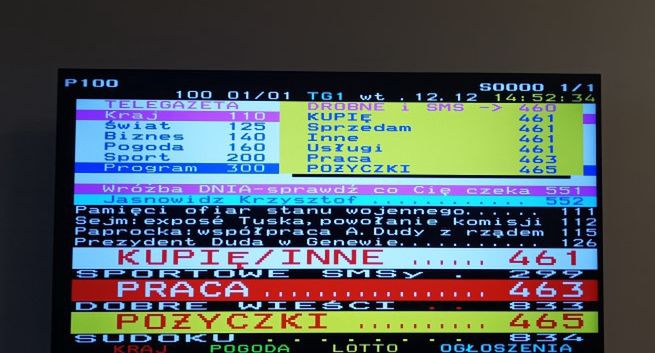 P100 S0000 1/1
100 01/01 TG1 wt .12.12 14:52:34
TELEGAZETA DROBNE i SMS -> 460
Kraj 110 KUPIĘ 461
Świat 125 Sprzedam 461
Biznes 140 Inne 461
Pogoda 160 Usługi 461
Sport 200 Praca 463
Program 300 POŻYCZKI 465
Wróżba DNIA-sprawdź co Cię czeka 551
Jasnowidz Krzysztof ............ 552
Pamięci ofiar stanu wojennego...... 111
Sejm:exposé Tuska,powołanie komisji 112
Paprocka:współpraca A.Dudy z rządem 115
Prezydent Duda w Genewie........... 126
KUPIĘ/INNE ...... 461
SPORTOWE SMSy . 299
PRACA ............ 463
DOBRE WIEŚCI .. 833
POŻYCZKI ......... 465
SUDOKU . . . . . . . 834
KRAJ POGODA LOTTO OGŁOSZENIA